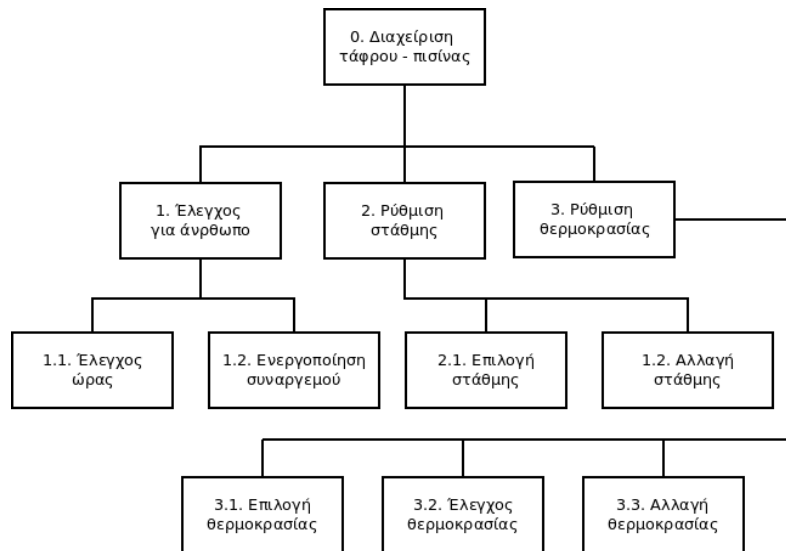 0. Διαχείριση
τάφρου - πισίνας
1. Έλεγχος
για άνρθωπο
2. Ρύθμιση
στάθμης
3. Ρύθμιση
θερμοκρασίας
1.1. Έλεγχος
ώρας
1.2. Ενεργοποίηση
συναργεμού
2.1. Επιλογή
στάθμης
1.2. Αλλαγή
στάθμης
3.1. Επιλογή
θερμοκρασίας
3.2. Έλεγχος
θερμοκρασίας
3.3. Αλλαγή
θερμοκρασίας